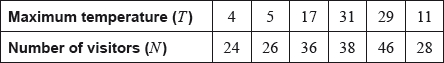 Maximum temperature (T) 4 5 17 31 29 11
Number of visitors (N) 24 26 36 38 46 28